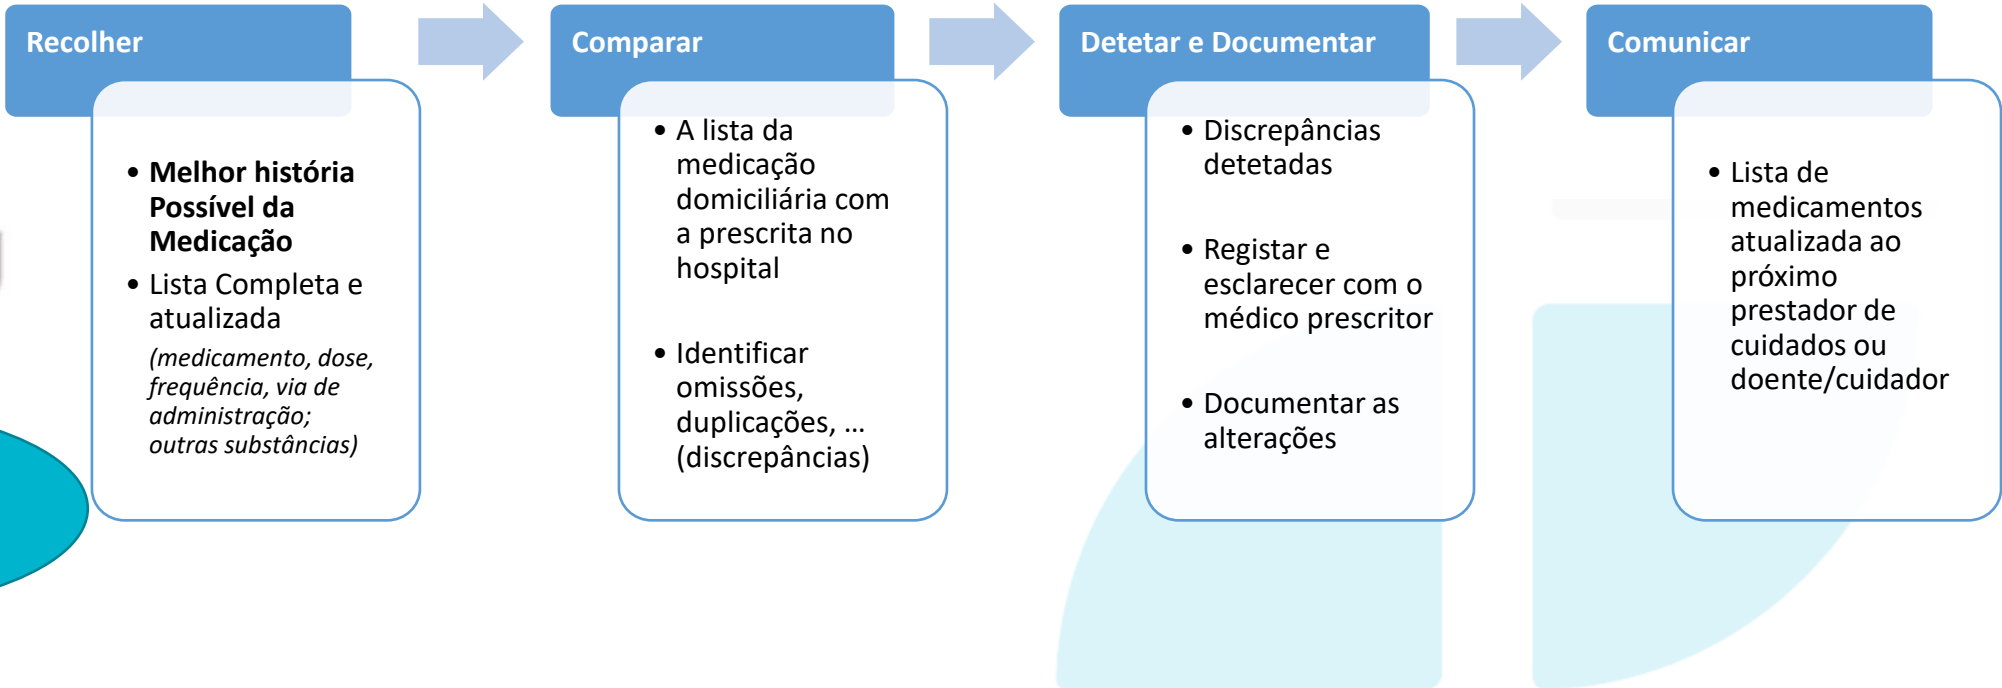 Recolher
• Melhor história
Possível da
Medicação
• Lista Completa e
atualizada
(medicamento, dose,
frequência, via de
administração;
outras substâncias)
Comparar
• A lista da
medicação
domiciliária com
a prescrita no
hospital
• Identificar
omissões,
duplicações, ...
(discrepâncias)
Detetar e Documentar
• Discrepâncias
detetadas
• Registar e
esclarecer com o
médico prescritor
• Documentar as
alterações
Comunicar
• Lista de
medicamentos
atualizada ao
próximo
prestador de
cuidados ou
doente/cuidador